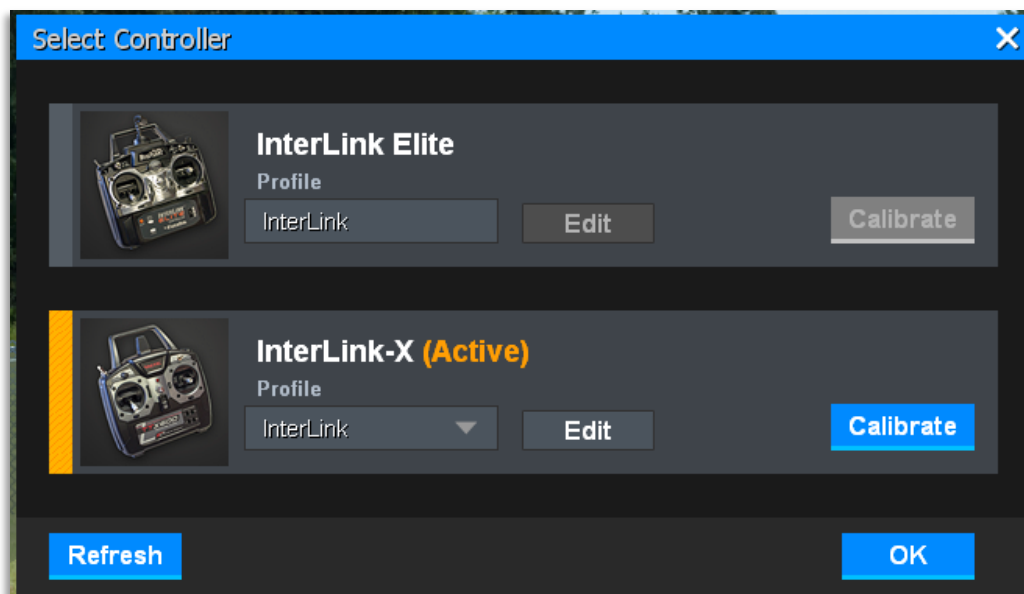 Select Controller
InterLink Elite
Profile
InterLink
Edit
Calibrate
InterLink-X (Active)
Profile
InterLink
Edit
Calibrate
Refresh
OK